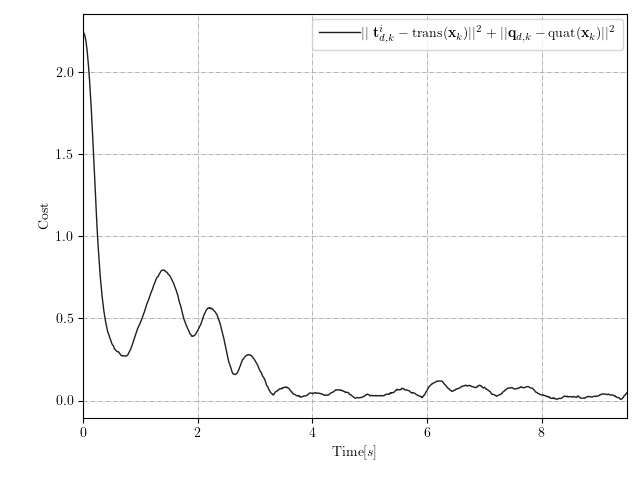 || t^i_{d,k} − trans(x_k)||^2 + ||q_{d,k} − quat(x_k)||^2
2.0
1.5
1.0
0.5
0.0
Cost
0 2 4 6 8
Time[s]